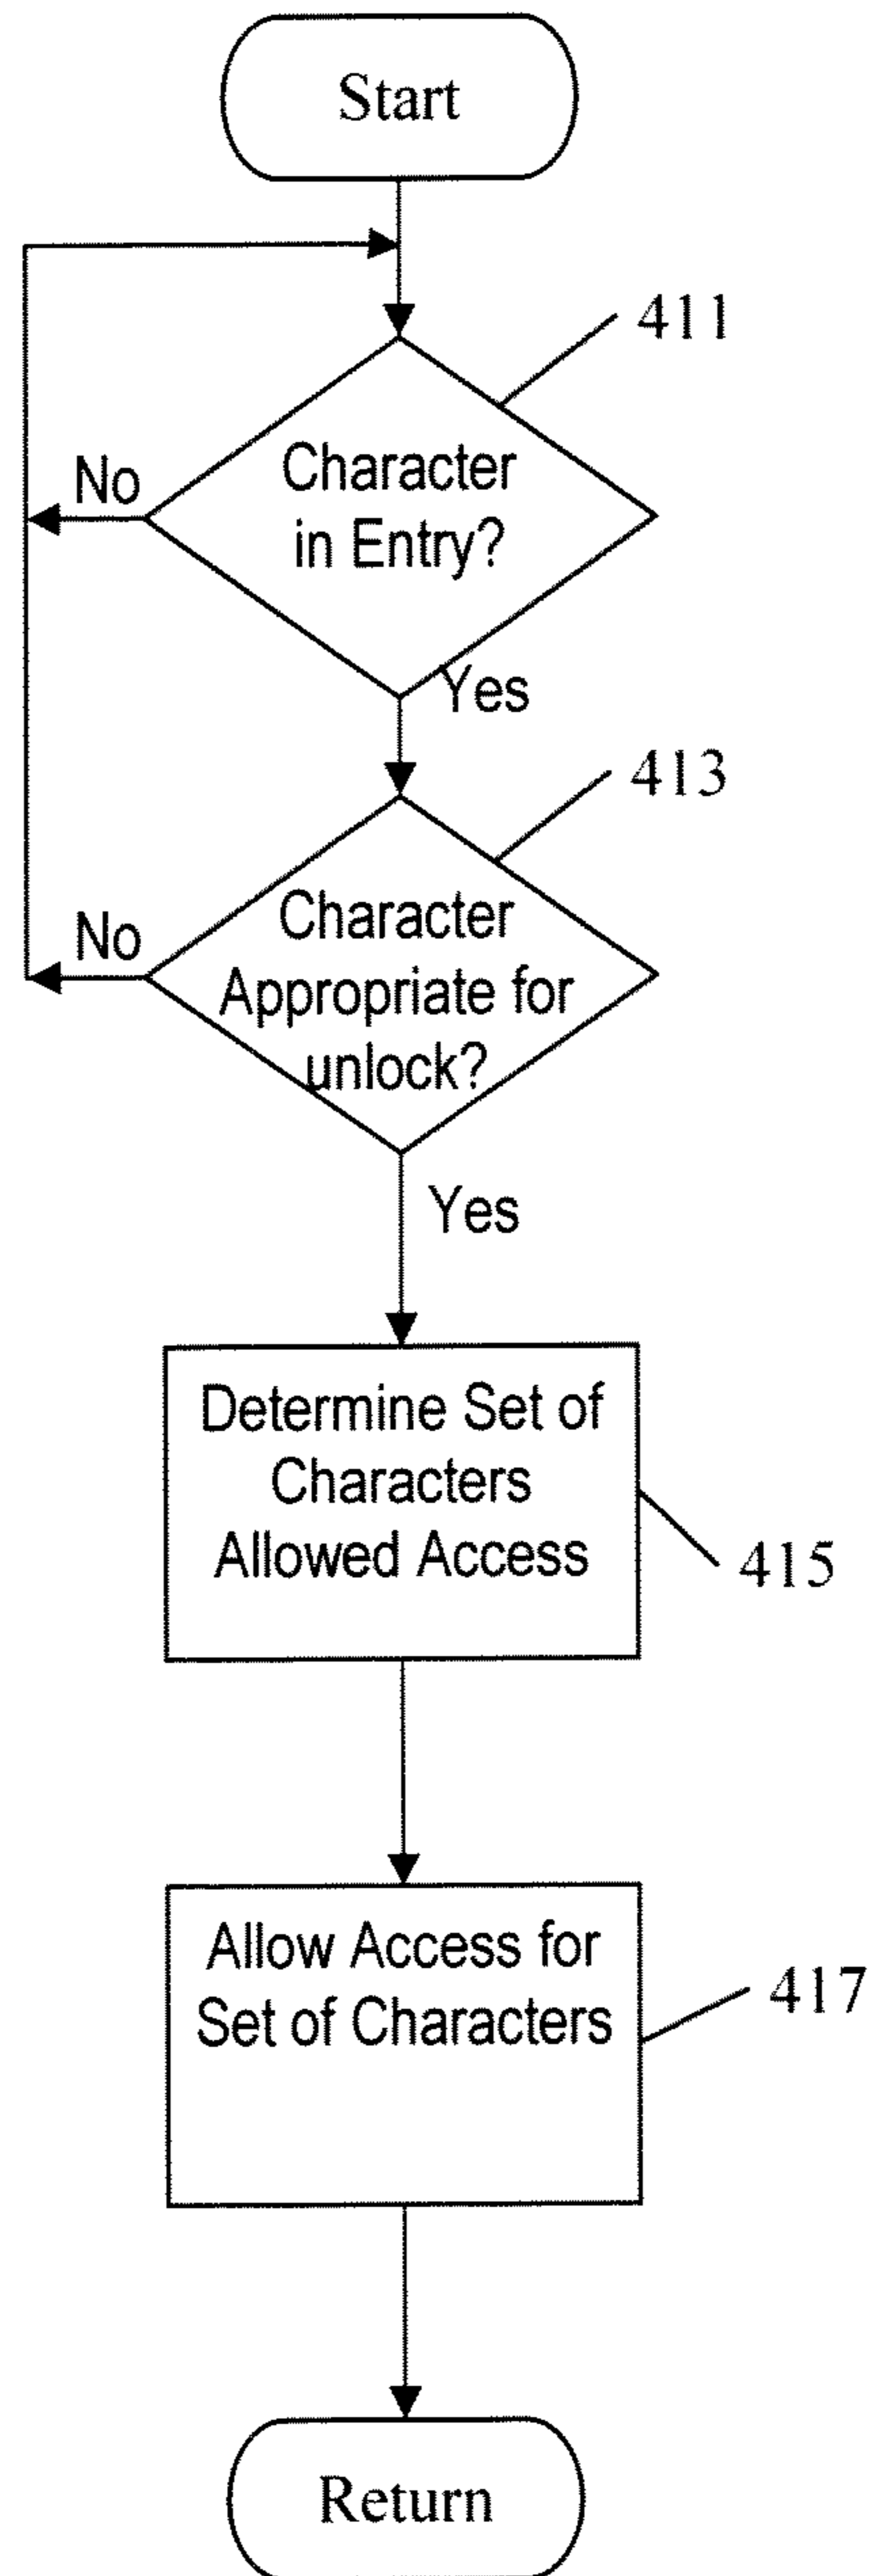 Start
411
Character
in Entry?
No
Yes
413
Character
Appropriate for
unlock?
No
Yes
Determine Set of
Characters
Allowed Access
415
Allow Access for
Set of Characters
417
Return